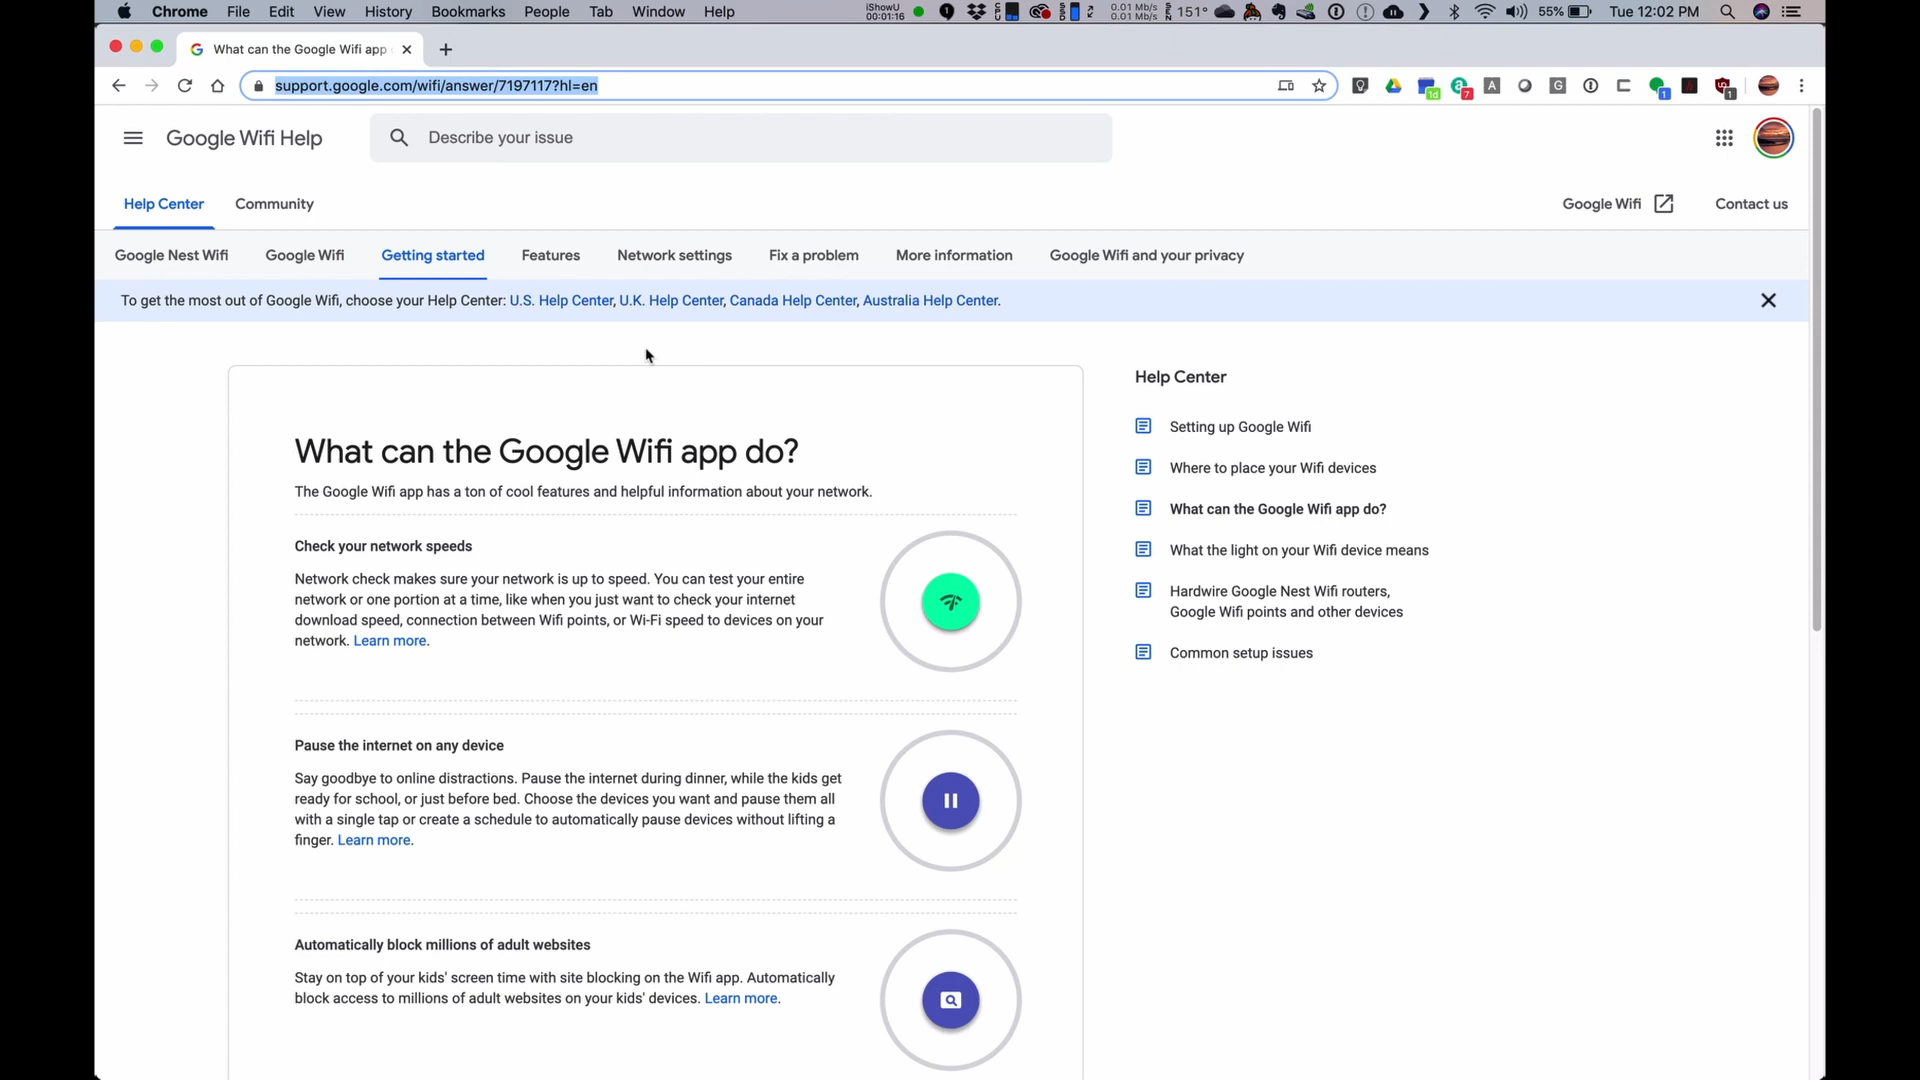 Chrome File Edit View History Bookmarks People Tab Window Help
iShowU
00:01:16
0.01 Mb/s
0.01 Mb/s
151° 55% Tue 12:02 PM
What can the Google Wifi app
support.google.com/wifi/answer/7197117?hl=en
Google Wifi Help
Describe your issue
Help Center Community Google Wifi Contact us
Google Nest Wifi Google Wifi Getting started Features Network settings Fix a problem More information Google Wifi and your privacy
To get the most out of Google Wifi, choose your Help Center: U.S. Help Center, U.K. Help Center, Canada Help Center, Australia Help Center.
What can the Google Wifi app do?
The Google Wifi app has a ton of cool features and helpful information about your network.
Check your network speeds
Network check makes sure your network is up to speed. You can test your entire
network or one portion at a time, like when you just want to check your internet
download speed, connection between Wifi points, or Wi-Fi speed to devices on your
network. Learn more.
Pause the internet on any device
Say goodbye to online distractions. Pause the internet during dinner, while the kids get
ready for school, or just before bed. Choose the devices you want and pause them all
with a single tap or create a schedule to automatically pause devices without lifting a
finger. Learn more.
Automatically block millions of adult websites
Stay on top of your kids' screen time with site blocking on the Wifi app. Automatically
block access to millions of adult websites on your kids' devices. Learn more.
Help Center
Setting up Google Wifi
Where to place your Wifi devices
What can the Google Wifi app do?
What the light on your Wifi device means
Hardwire Google Nest Wifi routers,
Google Wifi points and other devices
Common setup issues